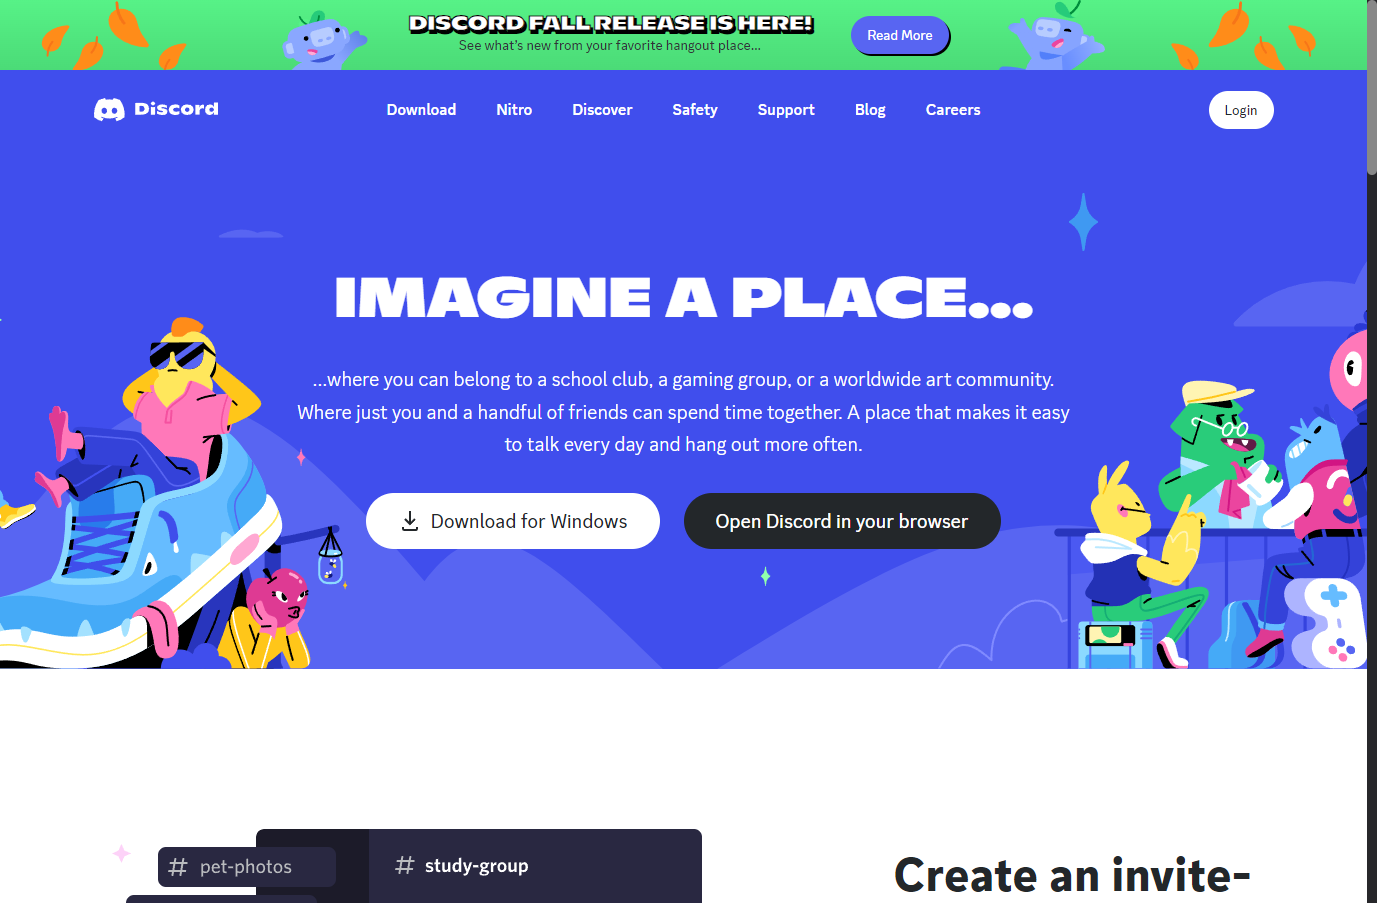 DISCORD FALL RELEASE IS HERE!
See what's new from your favorite hangout place...
Read More
Discord
Download
Nitro
Discover
Safety
Support
Blog
Careers
Login
IMAGINE A PLACE...
...where you can belong to a school club, a gaming group, or a worldwide art community.
Where just you and a handful of friends can spend time together. A place that makes it easy
to talk every day and hang out more often.
Download for Windows
Open Discord in your browser
# pet-photos
# study-group
Create an invite-